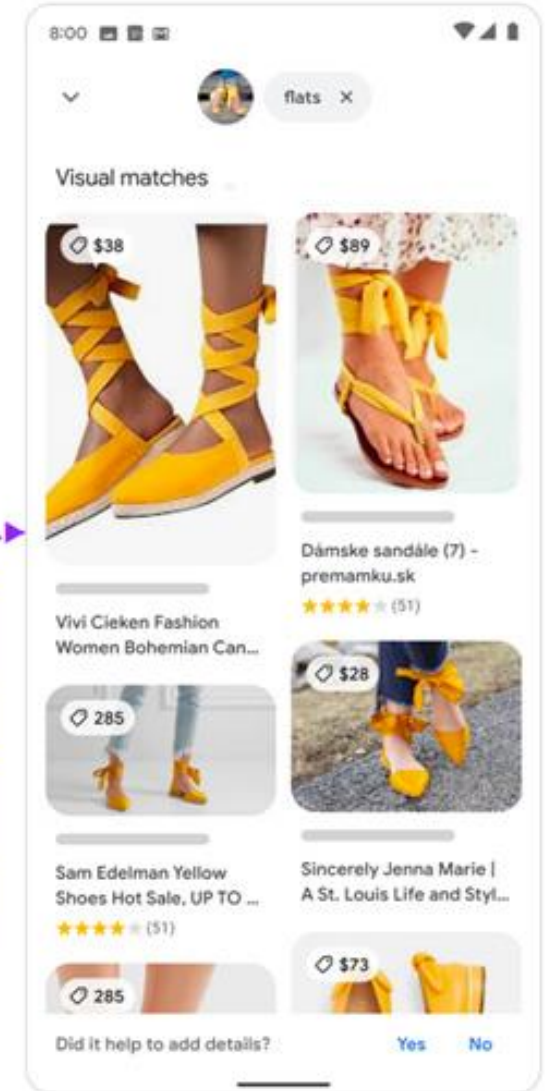 8:00
flats ×
Visual matches
$38
Vivi Cieken Fashion
Women Bohemian Can...
$89
Dámske sandále (7) -
premamku.sk
(51)
285
Sam Edelman Yellow
Shoes Hot Sale, UP TO ...
(51)
$28
Sincerely Jenna Marie |
A St. Louis Life and Styl...
285
$73
Did it help to add details?
Yes No